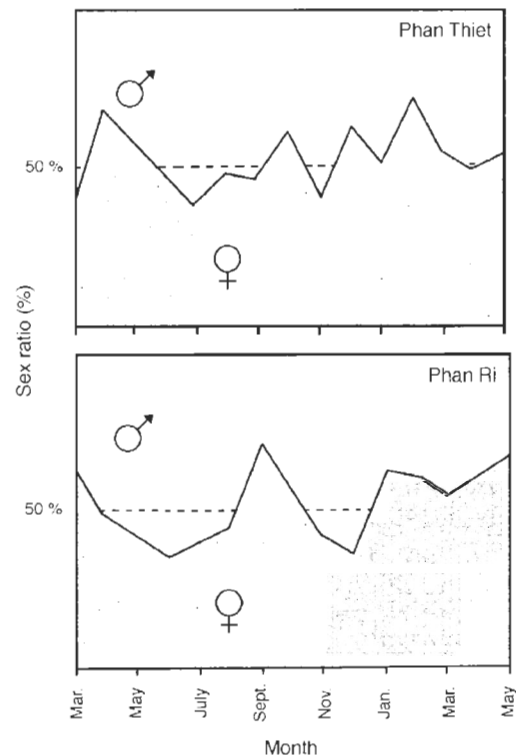 Phan Thiet
♂
50 %
♀
Sex ratio (%)
Phan Ri
♂
50 %
♀
Mar.
May
July
Sept.
Nov.
Jan.
Mar.
May
Month